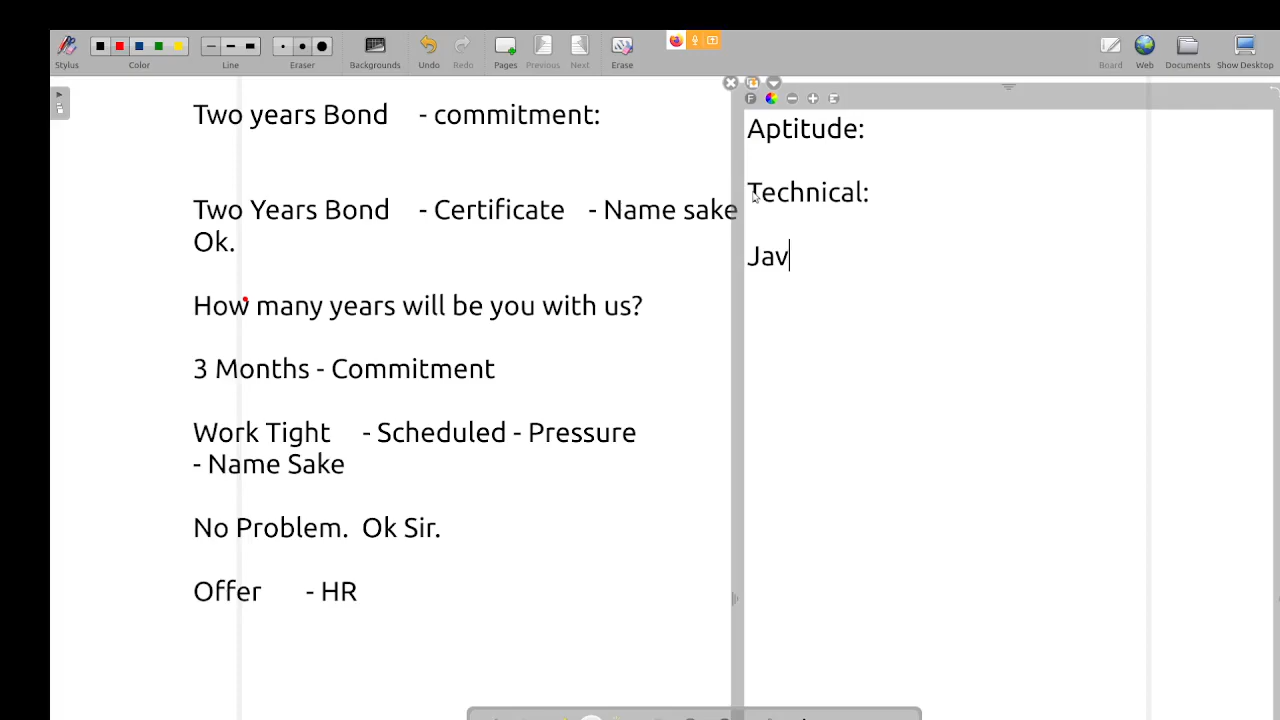 Stylus
Color
Line
Eraser
Backgrounds
Undo
Redo
Pages
Previous
Next
Erase
Board
Web
Documents
Show Desktop
Two years Bond - commitment:
Two Years Bond - Certificate - Name sake
Ok.
How many years will be you with us?
3 Months - Commitment
Work Tight - Scheduled - Pressure
- Name Sake
No Problem. Ok Sir.
Offer - HR
F
Aptitude:
Technical:
Jav